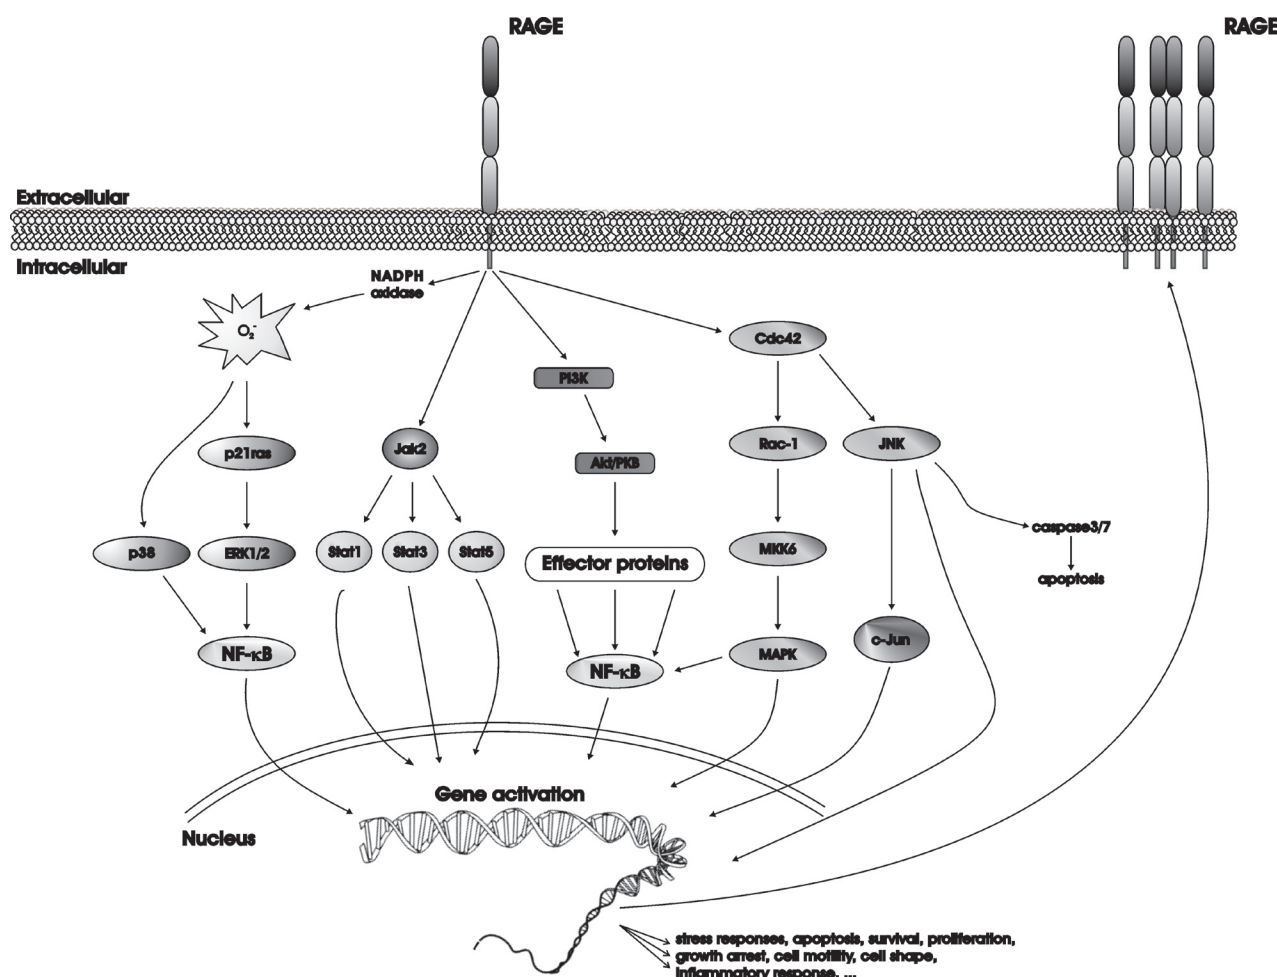 RAGE
RAGE
Extracellular
Intracellular
NADPH
oxidase
O₂⁻
Cdc42
PI3K
p21ras
Jak2
Akt/PKB
Rac-1
JNK
caspase3/7
p38
ERK1/2
Stat1
Stat3
Stat5
Effector proteins
MKK6
apoptosis
NF-κB
NF-κB
MAPK
c-Jun
Gene activation
Nucleus
stress responses, apoptosis, survival, proliferation,
growth arrest, cell motility, cell shape,
inflammatory response, ...